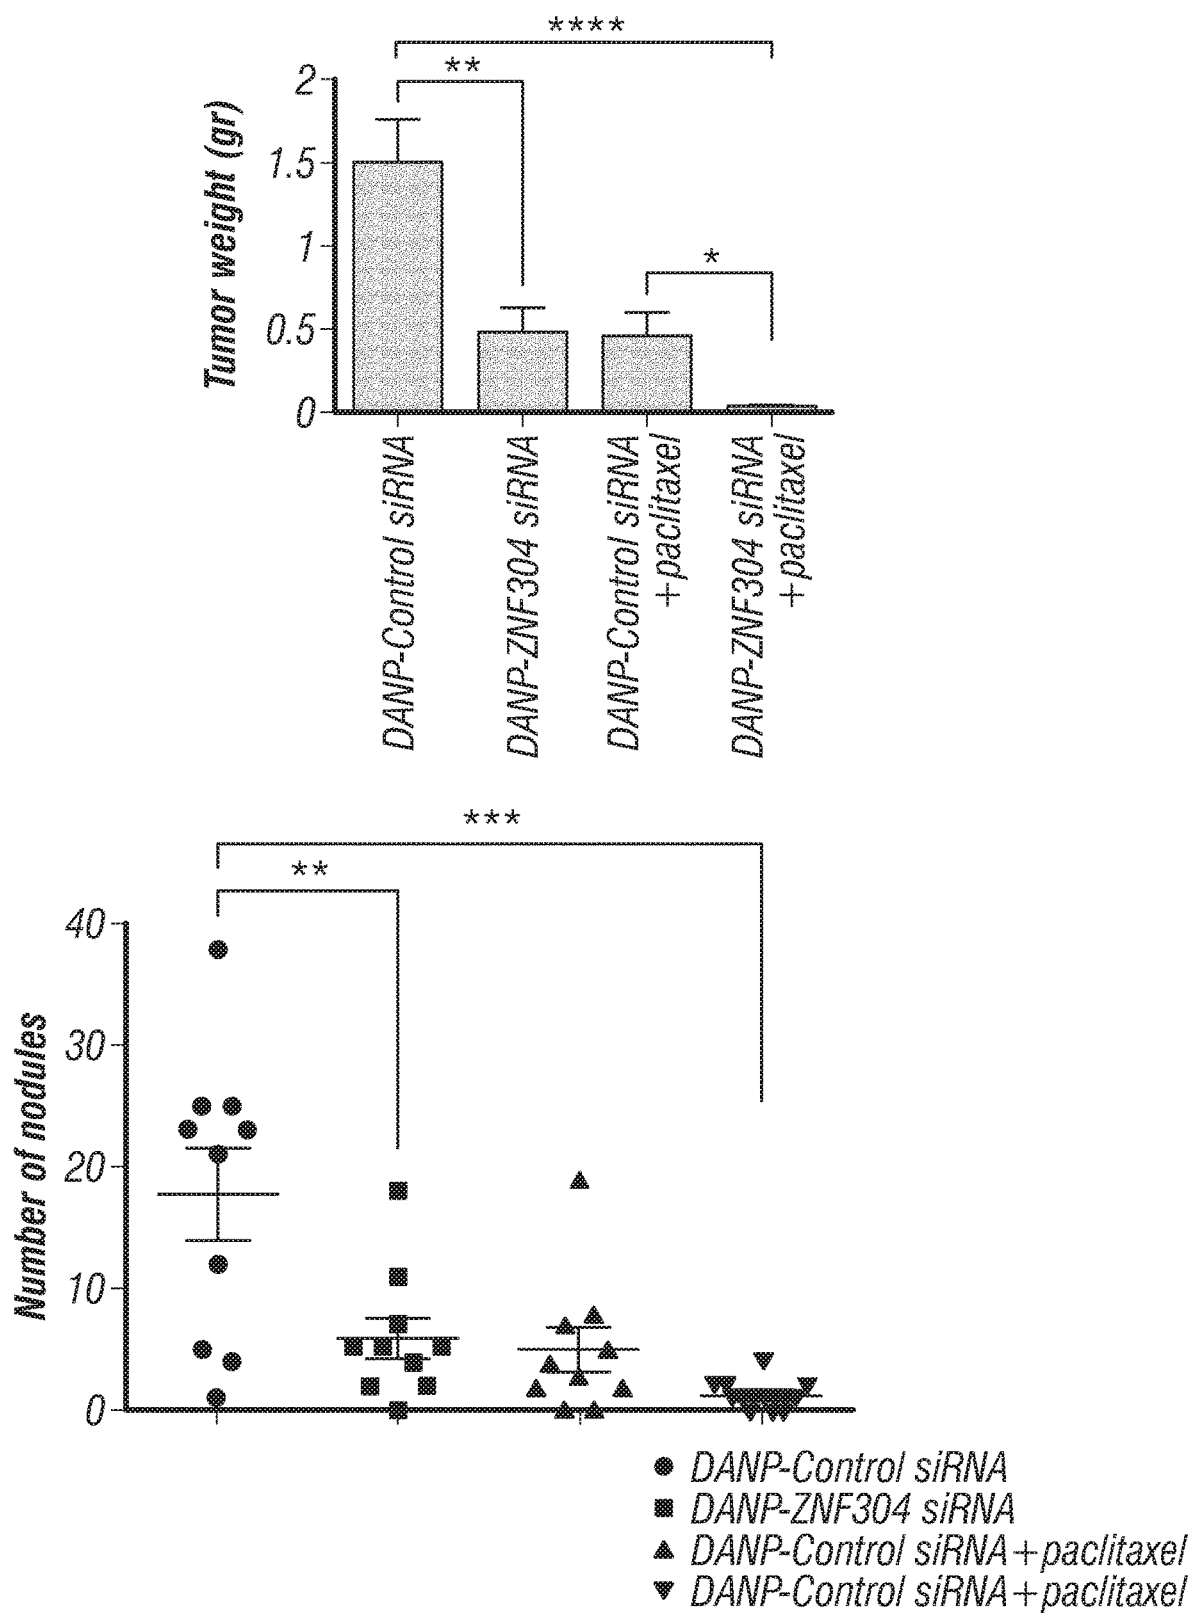 ****
**
*
2
1.5
1
0.5
0
Tumor weight (gr)
DANP-Control siRNA
DANP-ZNF304 siRNA
DANP-Control siRNA
+paclitaxel
DANP-ZNF304 siRNA
+paclitaxel
***
**
40
30
20
10
0
Number of nodules
DANP-Control siRNA
DANP-ZNF304 siRNA
DANP-Control siRNA+paclitaxel
DANP-Control siRNA+paclitaxel